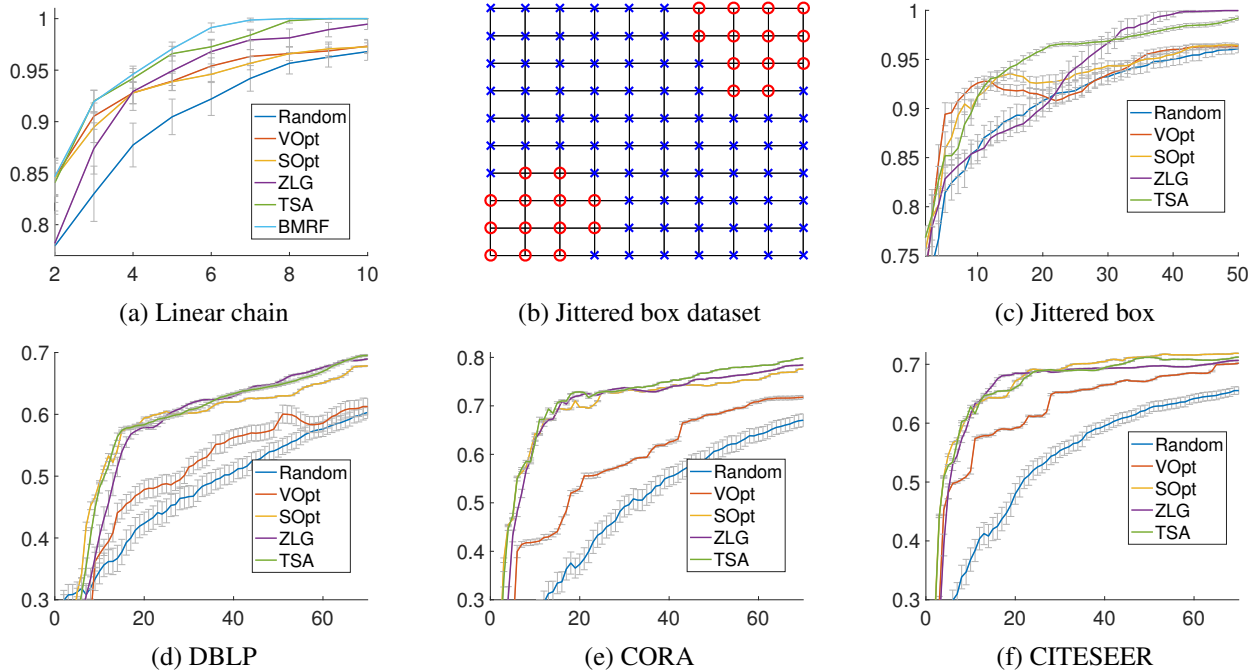 1
0.95
0.9
0.85
0.8
2
4
6
8
10
Random
VOpt
SOpt
ZLG
TSA
BMRF
(a) Linear chain
(b) Jittered box dataset
1
0.95
0.9
0.85
0.8
0.75
10
20
30
40
50
Random
VOpt
SOpt
ZLG
TSA
(c) Jittered box
0.7
0.6
0.5
0.4
0.3
0
20
40
60
Random
VOpt
SOpt
ZLG
TSA
(d) DBLP
0.8
0.7
0.6
0.5
0.4
0.3
0
20
40
60
Random
VOpt
SOpt
ZLG
TSA
(e) CORA
0.7
0.6
0.5
0.4
0.3
0
20
40
60
Random
VOpt
SOpt
ZLG
TSA
(f) CITESEER